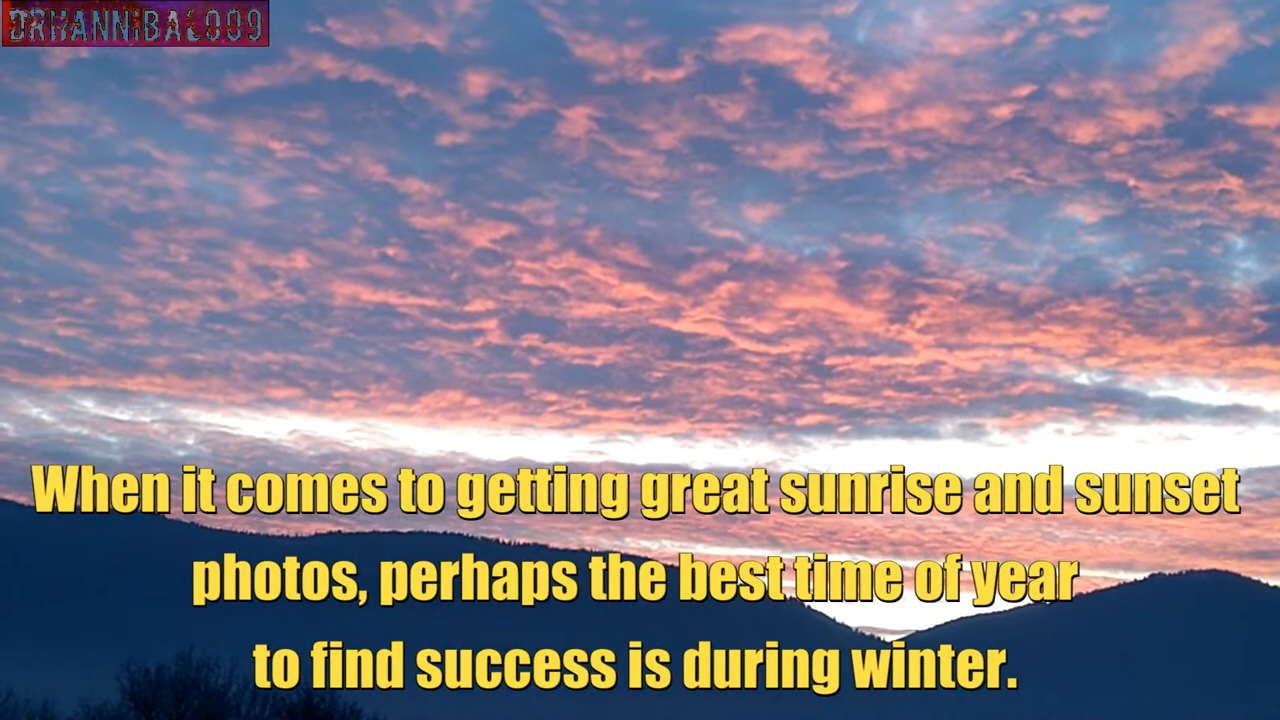 DRHANNIBAL009
When it comes to getting great sunrise and sunset
photos, perhaps the best time of year
to find success is during winter.